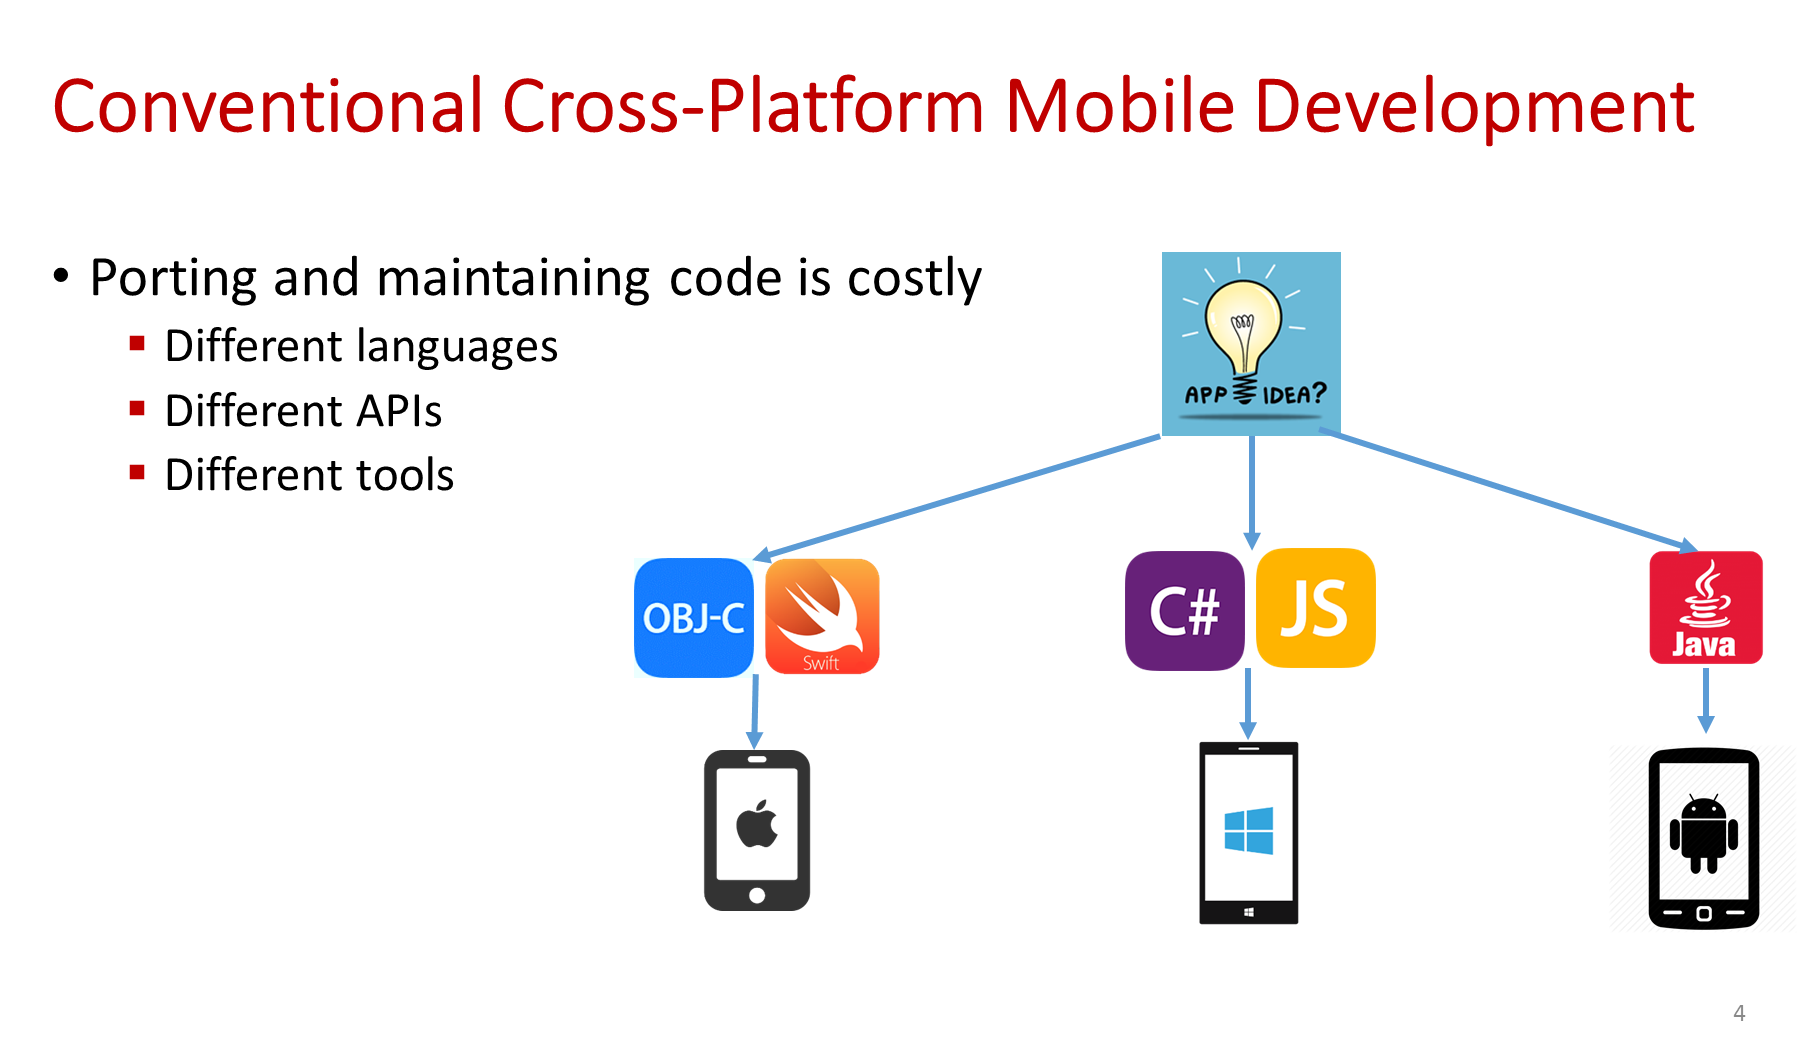 Conventional Cross-Platform Mobile Development
• Porting and maintaining code is costly
▪ Different languages
▪ Different APIs
▪ Different tools
APP IDEA?
OBJ-C
Swift
C#
JS
Java
4